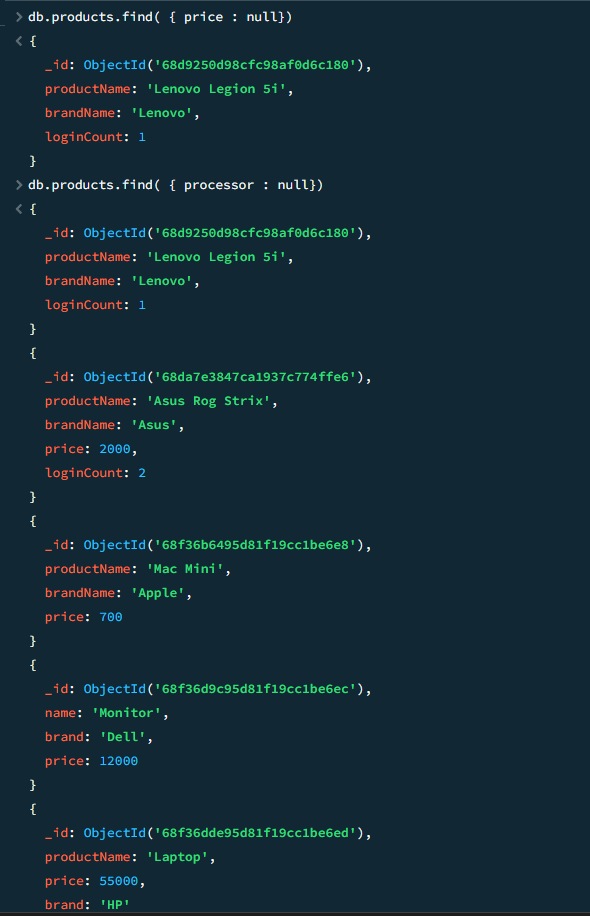 db.products.find( { price : null})
{
_id: ObjectId('68d9250d98cfc98af0d6c180'),
productName: 'Lenovo Legion 5i',
brandName: 'Lenovo',
loginCount: 1
}
db.products.find( { processor : null})
{
_id: ObjectId('68d9250d98cfc98af0d6c180'),
productName: 'Lenovo Legion 5i',
brandName: 'Lenovo',
loginCount: 1
}
{
_id: ObjectId('68da7e3847ca1937c774ffe6'),
productName: 'Asus Rog Strix',
brandName: 'Asus',
price: 2000,
loginCount: 2
}
{
_id: ObjectId('68f36b6495d81f19cc1be6e8'),
productName: 'Mac Mini',
brandName: 'Apple',
price: 700
}
{
_id: ObjectId('68f36d9c95d81f19cc1be6ec'),
name: 'Monitor',
brand: 'Dell',
price: 12000
}
{
_id: ObjectId('68f36dde95d81f19cc1be6ed'),
productName: 'Laptop',
price: 55000,
brand: 'HP'